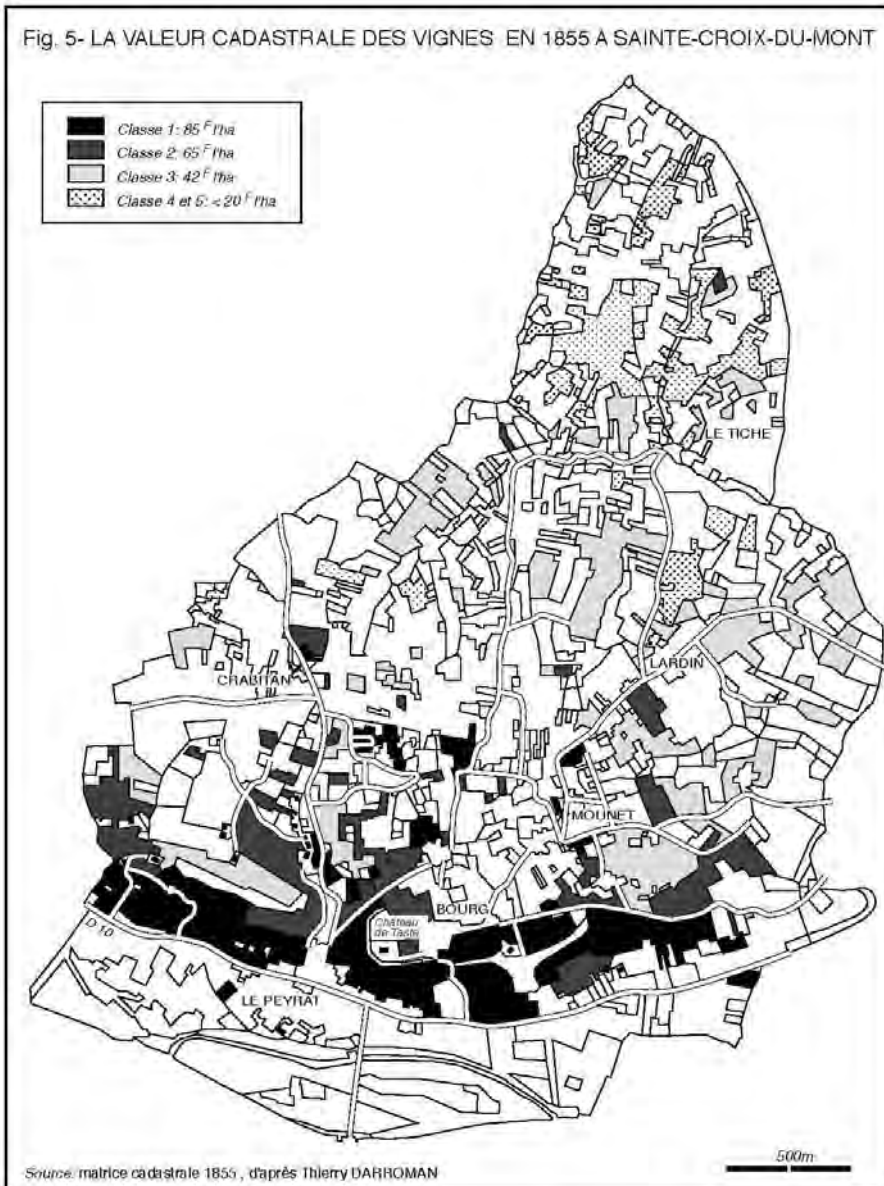 Fig. 5- LA VALEUR CADASTRALE DES VIGNES EN 1855 A SAINTE-CROIX-DU-MONT
Classe 1: 85 F l'ha
Classe 2: 65 F l'ha
Classe 3: 42 F l'ha
Classe 4 et 5: < 20 F l'ha
LE TICHE
LARDIN
CRABITAN
MOUNET
BOURG
Château
de Taste
D 10
LE PEYRAT
500m
Source: matrice cadastrale 1855, d'après Thierry DARROMAN